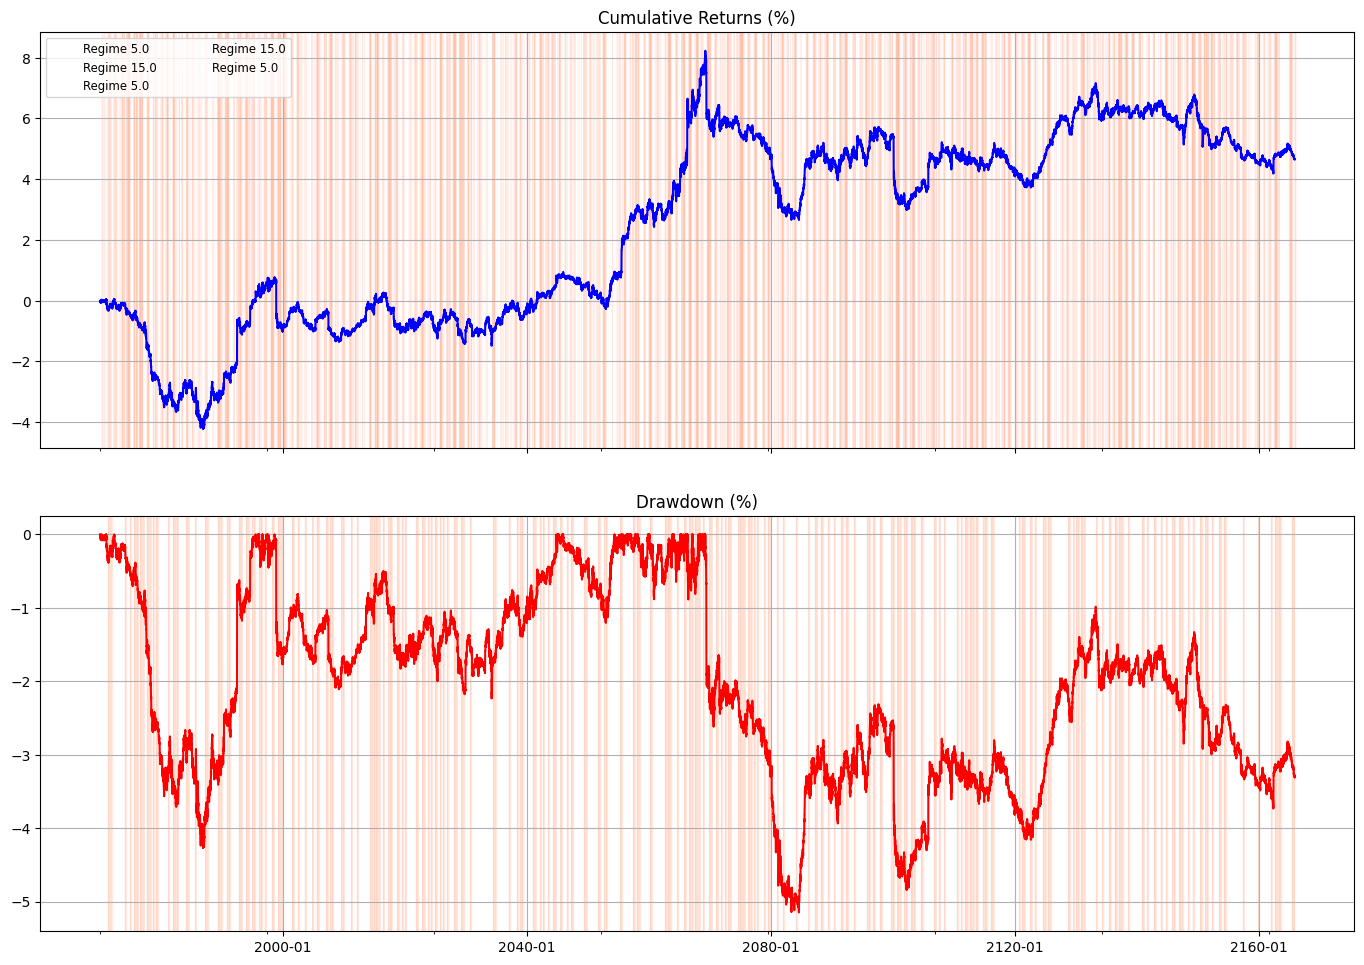 Cumulative Returns (%)
Regime 5.0 Regime 15.0
Regime 15.0 Regime 5.0
Regime 5.0
8
6
4
2
0
−2
−4
Drawdown (%)
0
−1
−2
−3
−4
−5
2000-01 2040-01 2080-01 2120-01 2160-01